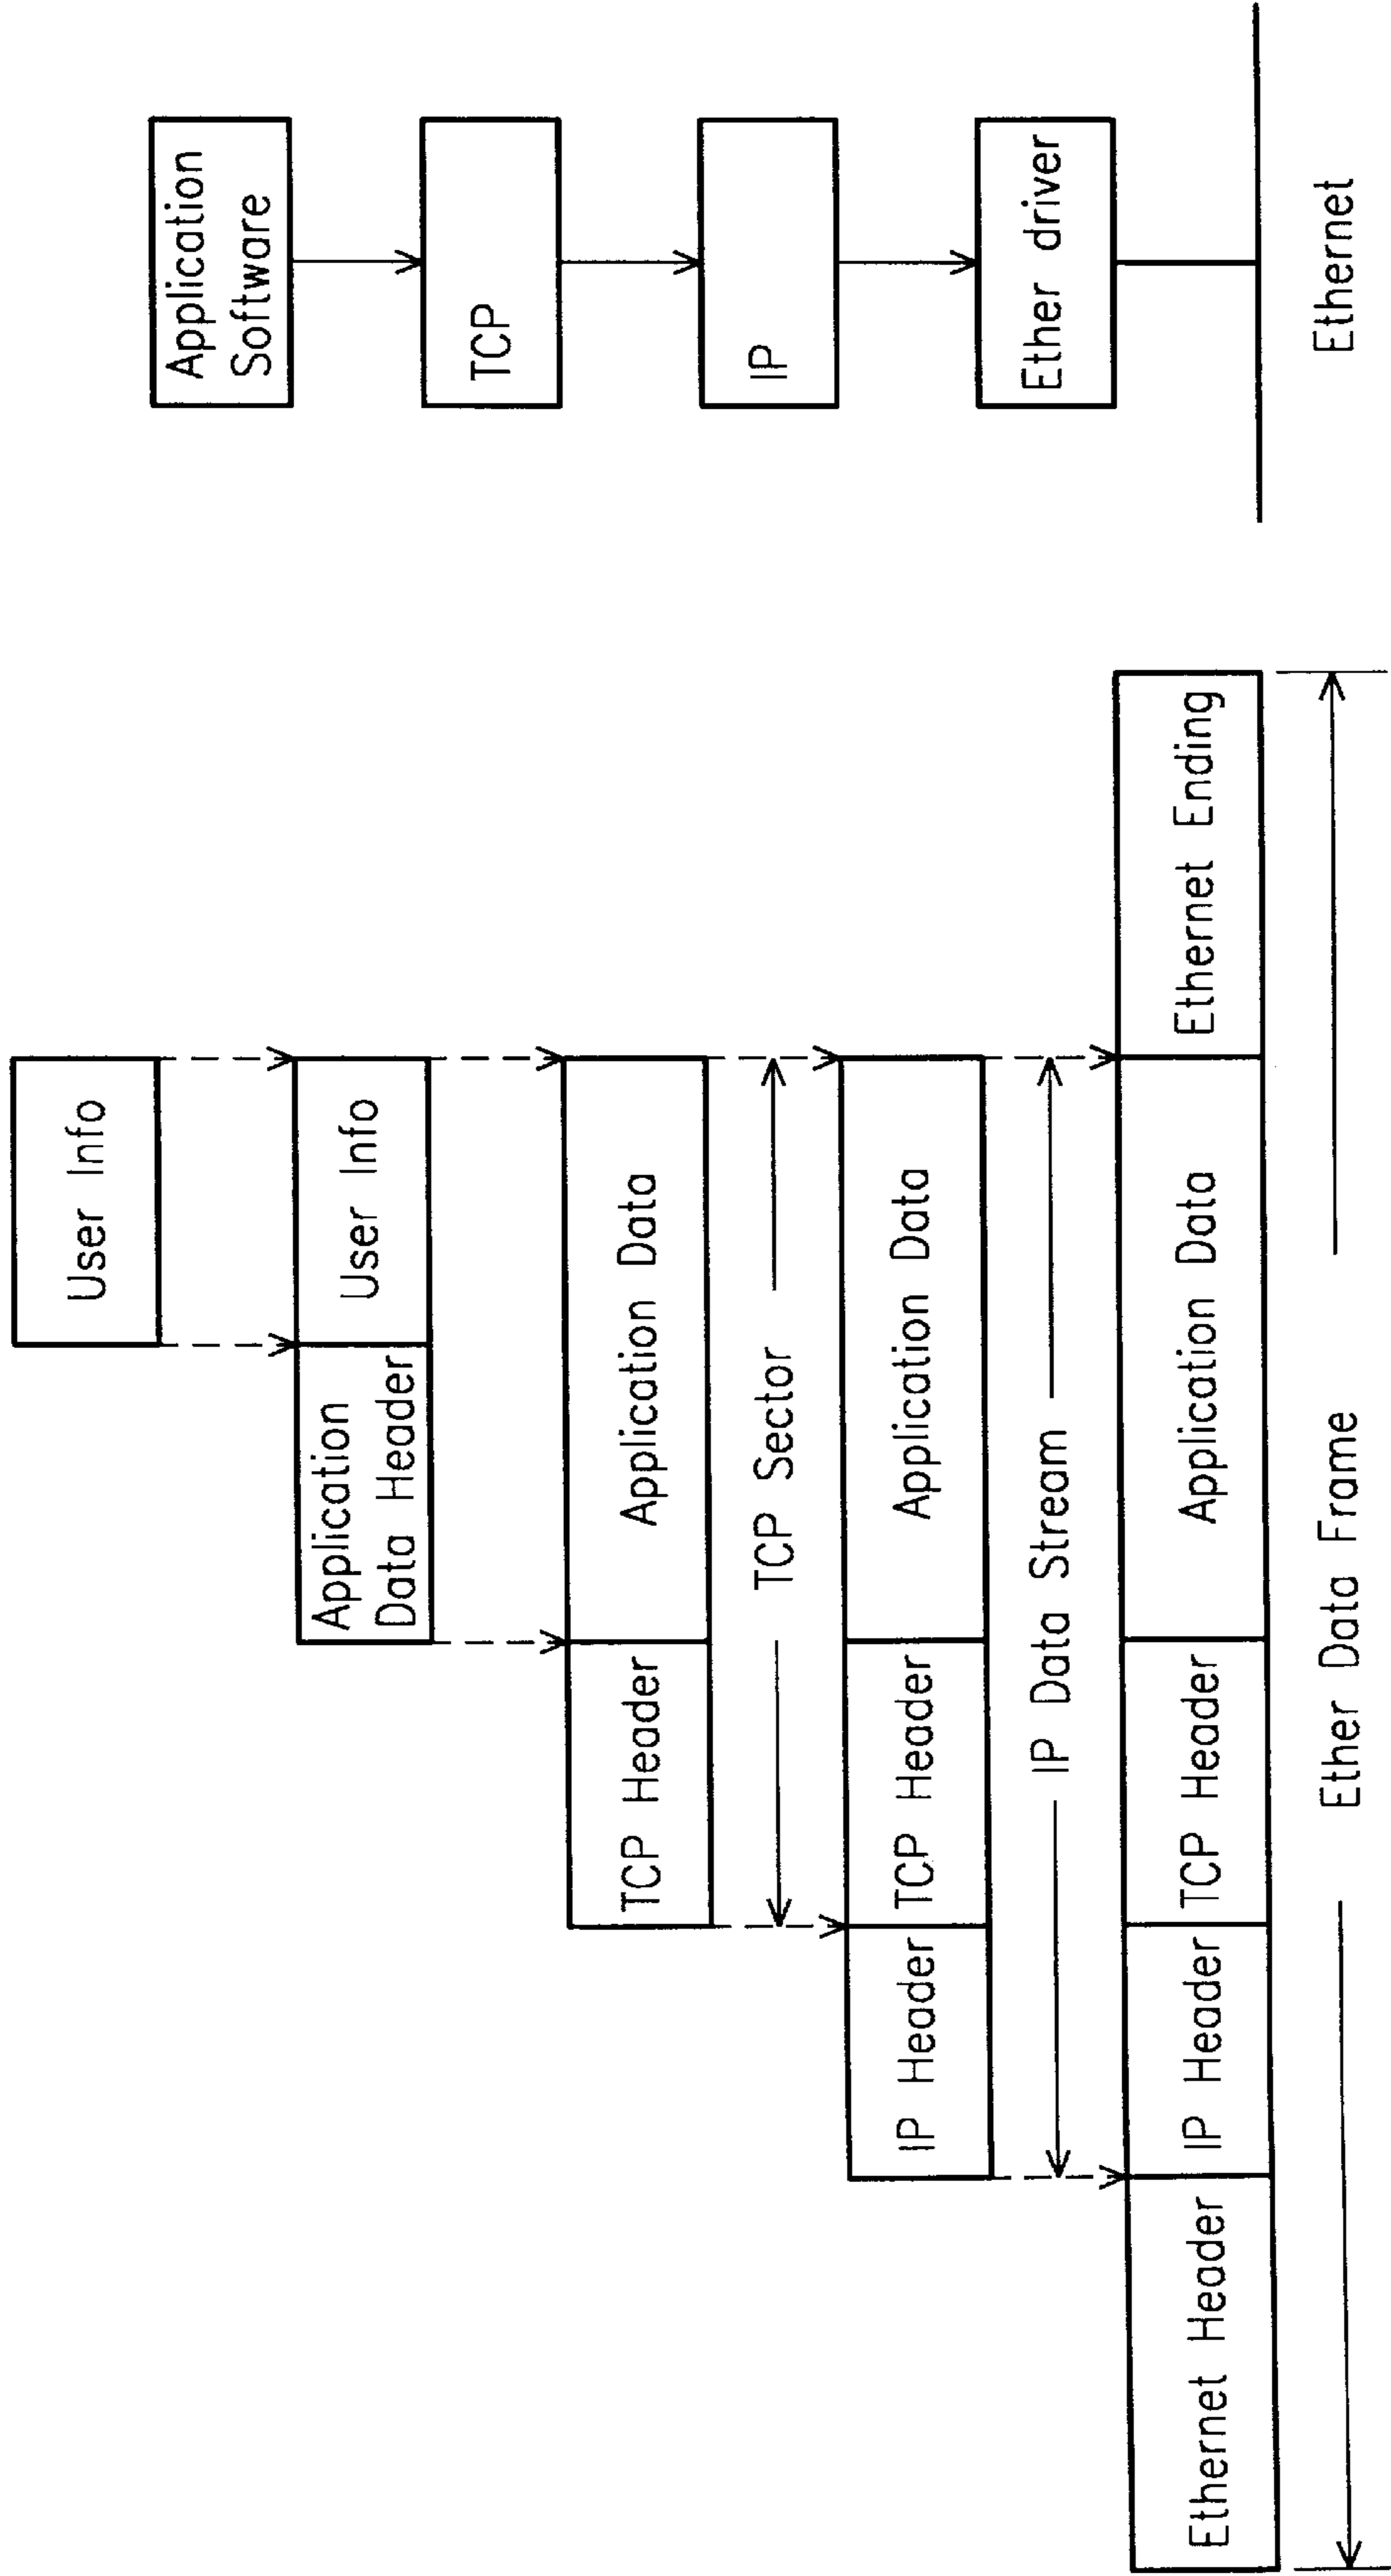 User Info
Application
Data Header
User Info
Application
Software
TCP Header
Application Data
TCP
TCP Sector
IP Header
TCP Header
Application Data
IP
IP Data Stream
Ethernet Header
IP Header
TCP Header
Application Data
Ethernet Ending
Ether driver
Ether Data Frame
Ethernet